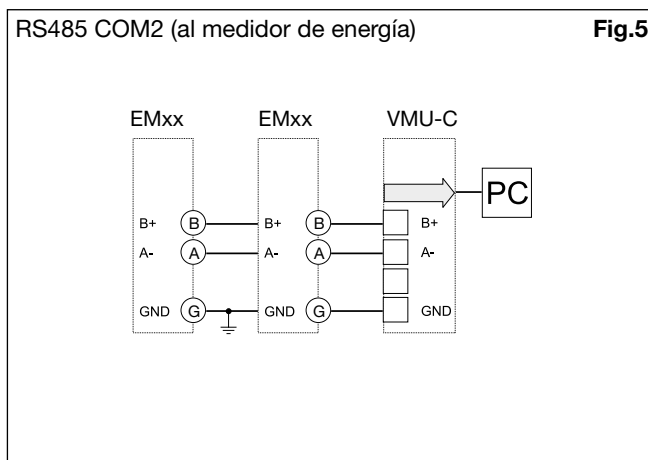 RS485 COM2 (al medidor de energía) Fig.5
EMxx EMxx VMU-C
PC
B+ B B+ B B+
A- A A- A A-
GND G GND G GND